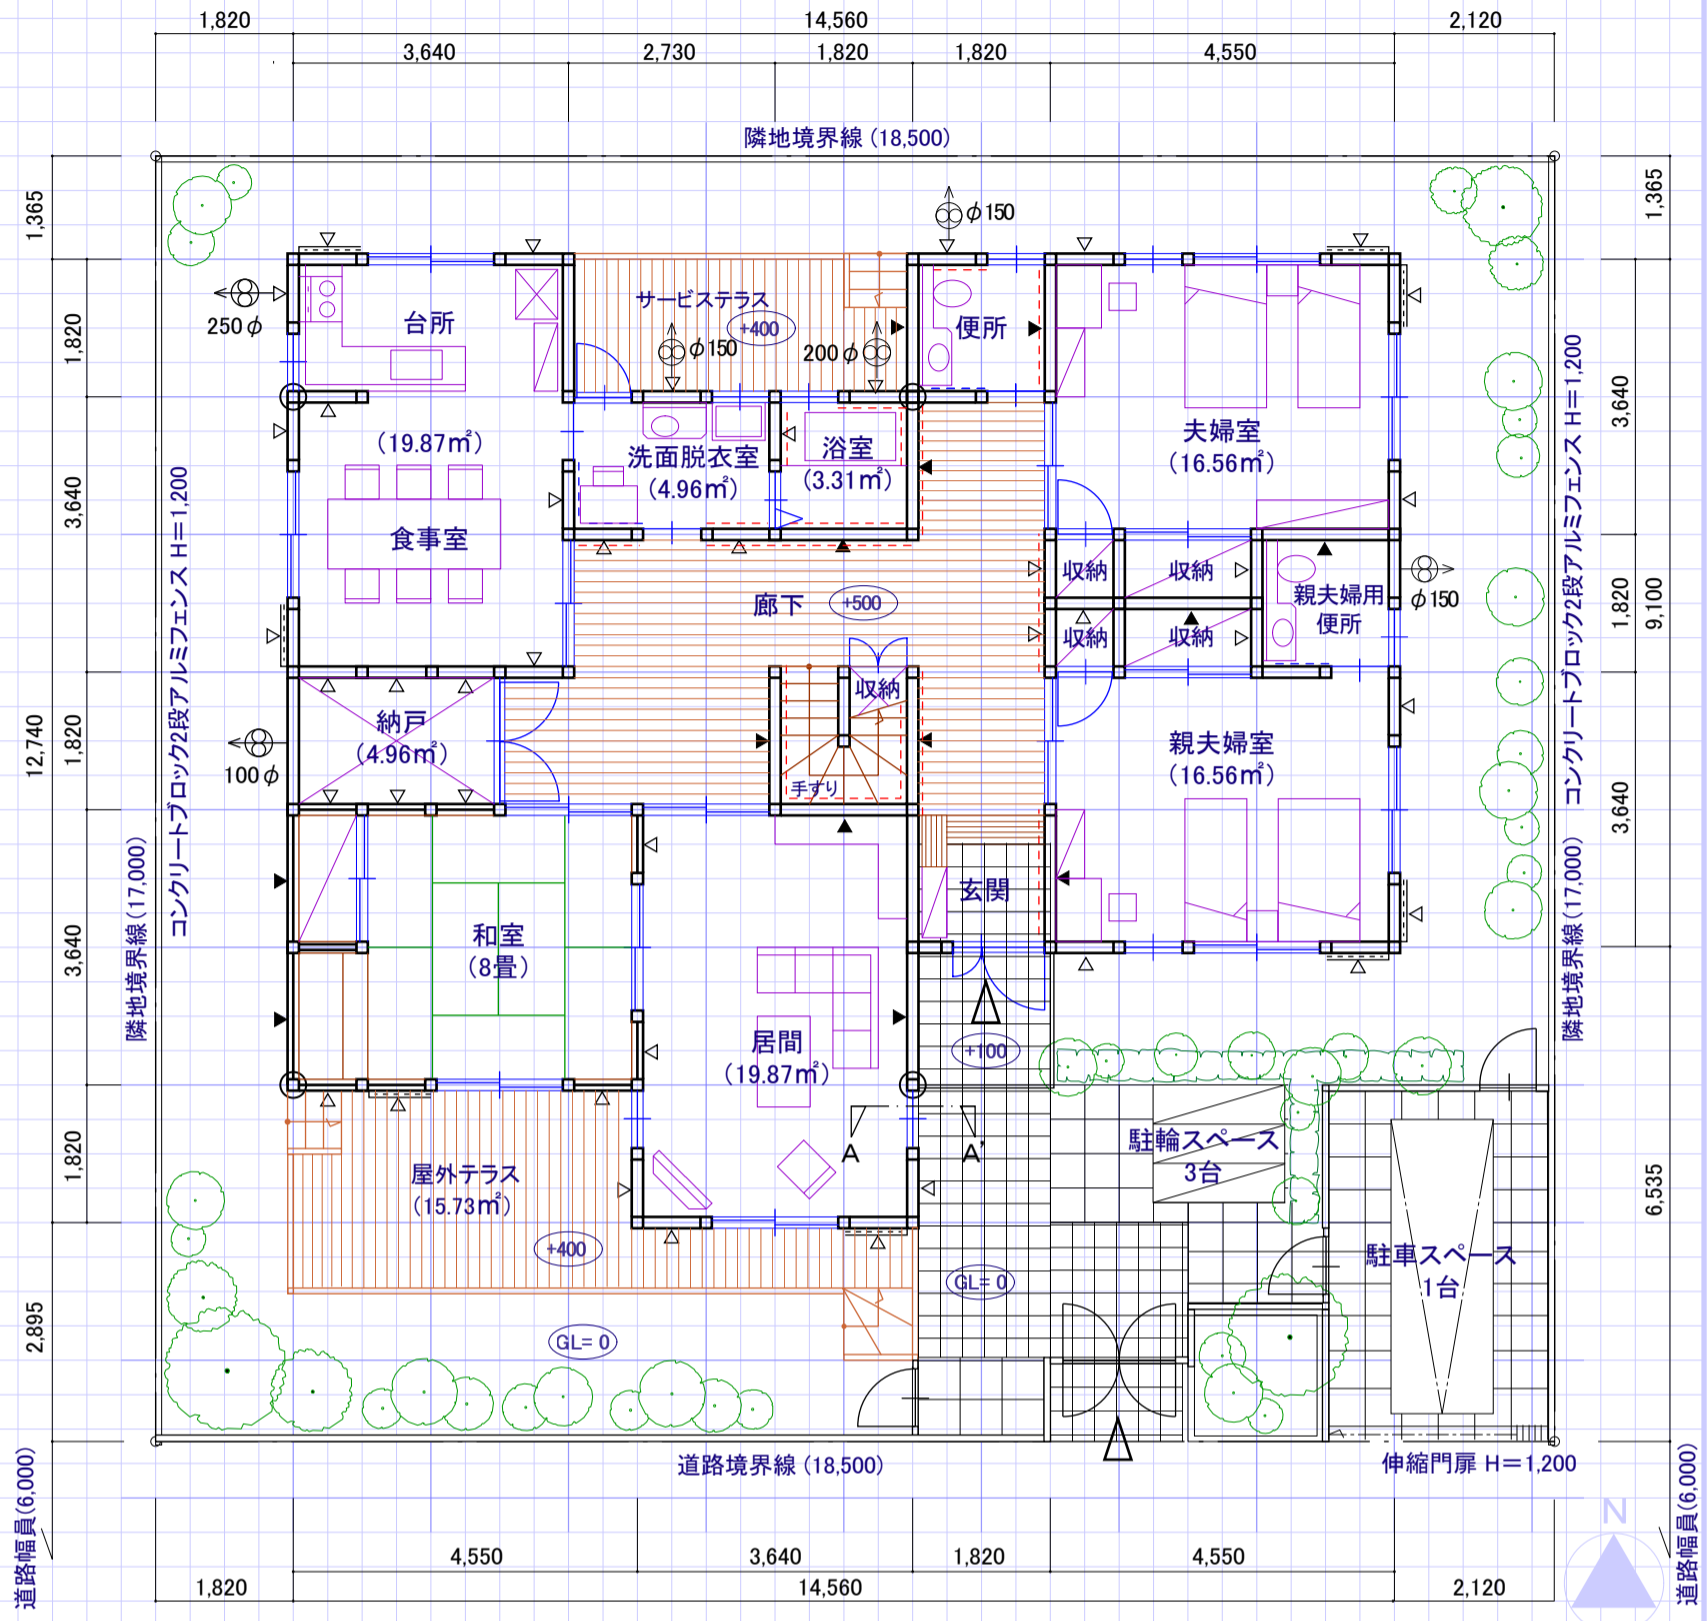 1,820
14,560
2,120
3,640
2,730
1,820
1,820
4,550
隣地境界線 (18,500)
1,365
1,820
3,640
12,740
1,820
3,640
1,820
2,895
道路幅員(6,000)
隣地境界線(17,000)
コンクリートブロック2段アルミフェンス H=1,200
250φ
台所
サービステラス
+400
φ150
200φ
φ150
便所
(19.87㎡)
食事室
洗面脱衣室
(4.96㎡)
浴室
(3.31㎡)
夫婦室
(16.56㎡)
収納
収納
収納
収納
親夫婦用
便所
φ150
廊下
+500
収納
手すり
納戸
(4.96㎡)
100φ
親夫婦室
(16.56㎡)
和室
(8畳)
玄関
居間
(19.87㎡)
+100
A
A'
屋外テラス
(15.73㎡)
+400
GL= 0
GL= 0
駐輪スペース
3台
駐車スペース
1台
コンクリートブロック2段アルミフェンス H=1,200
隣地境界線(17,000)
1,365
3,640
1,820
9,100
3,640
6,535
道路境界線 (18,500)
伸縮門扉 H=1,200
道路幅員(6,000)
N
4,550
3,640
1,820
4,550
1,820
14,560
2,120